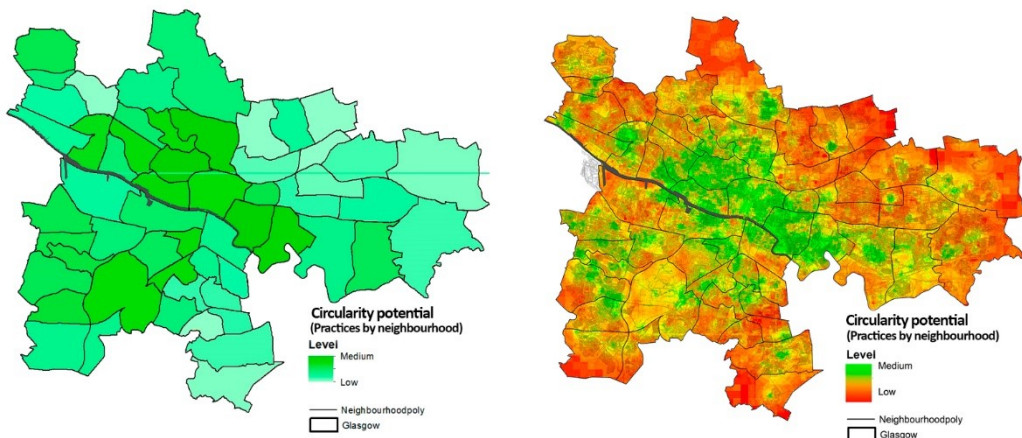 Circularity potential
(Practices by neighbourhood)
Level
Medium
Low
Neighbourhoodpoly
Glasgow
Circularity potential
(Practices by neighbourhood)
Level
Medium
Low
Neighbourhoodpoly
Glasgow